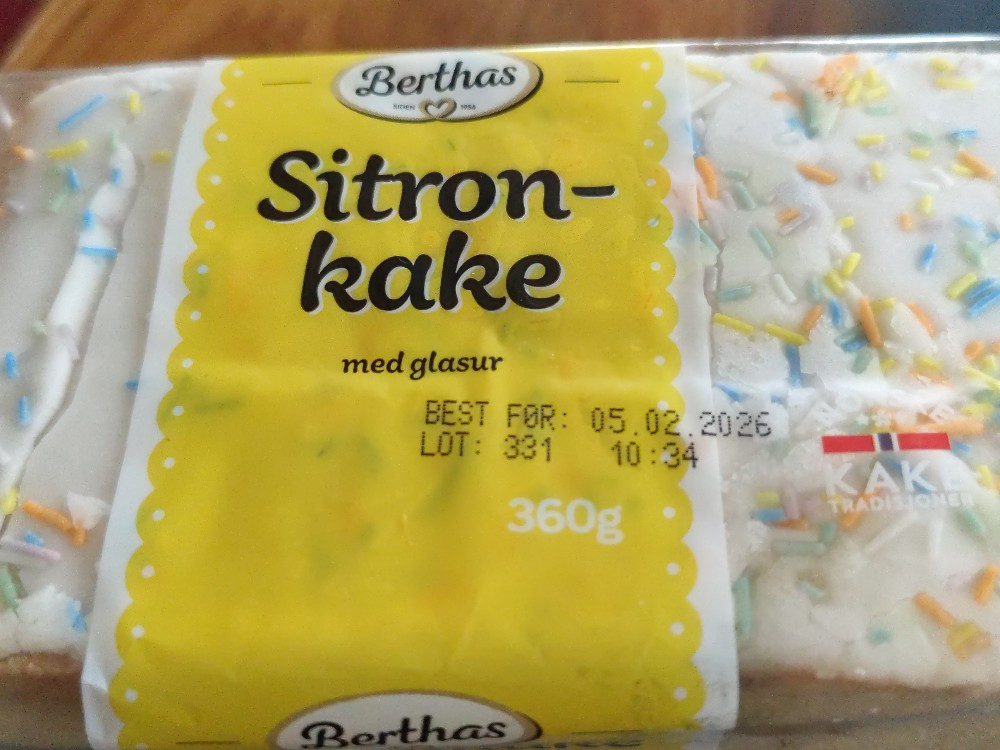 Berthas
SIDEN 1956
Sitron-
kake
med glasur
BEST FØR: 05.02.2026
LOT: 331 10:34
360g
KAKE
TRADISJONER
Berthas